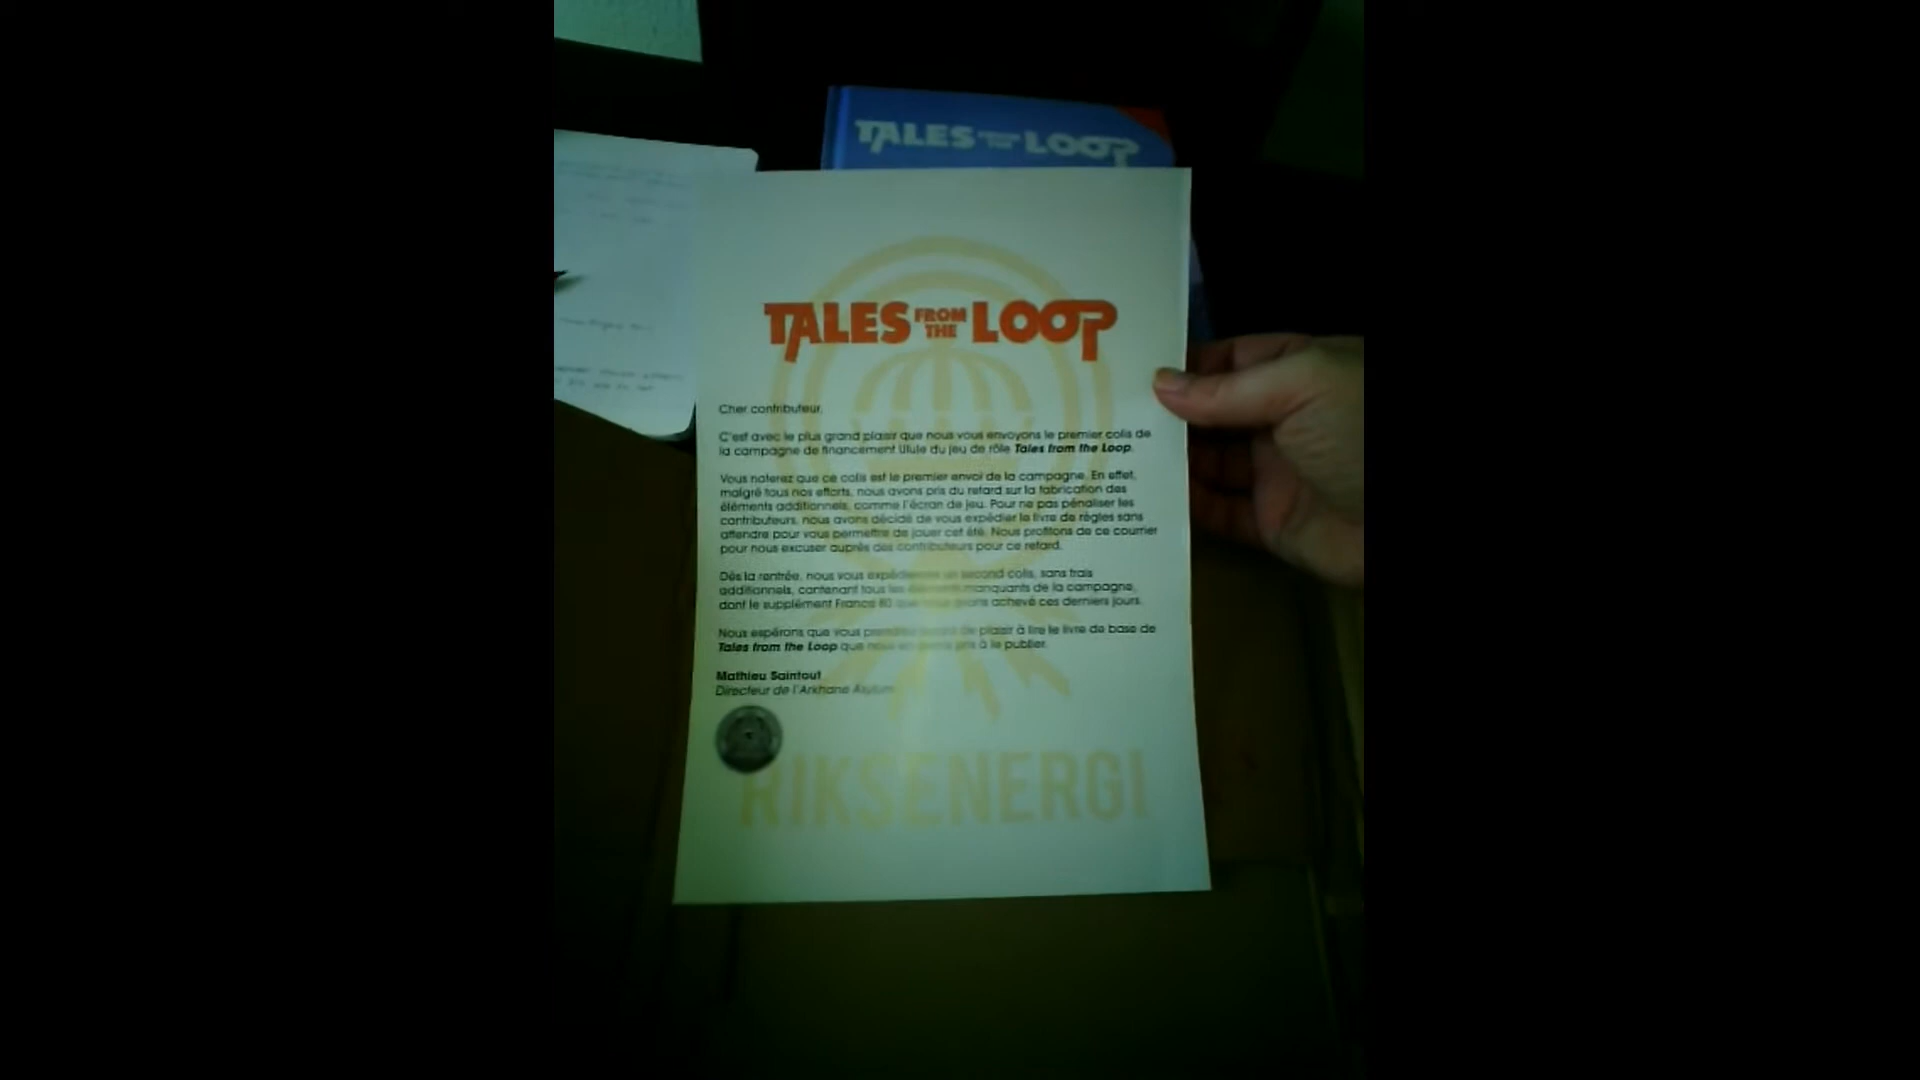 TALES FROM THE LOOP
TALES FROM THE LOOP
Cher contributeur,
C'est avec le plus grand plaisir que nous vous envoyons le premier colis de
la campagne de financement Ulule du jeu de rôle Tales from the Loop.
Vous noterez que ce colis est le premier envoi de la campagne. En effet,
malgré tous nos efforts, nous avons pris du retard sur la fabrication des
éléments additionnels, comme l'écran de jeu. Pour ne pas pénaliser les
contributeurs, nous avons décidé de vous expédier le livre de règles sans
attendre pour vous permettre de jouer cet été. Nous profitons de ce courrier
pour nous excuser auprès des contributeurs pour ce retard.
Dès la rentrée, nous vous expédierons un second colis, sans frais
additionnels, contenant tous les éléments manquants de la campagne,
dont le supplément France 80 que nous avons achevé ces derniers jours.
Nous espérons que vous prendrez autant de plaisir à lire le livre de base de
Tales from the Loop que nous en avons pris à le publier.
Mathieu Saintout
Directeur de l'Arkhane Asylum
RIKSENERGI